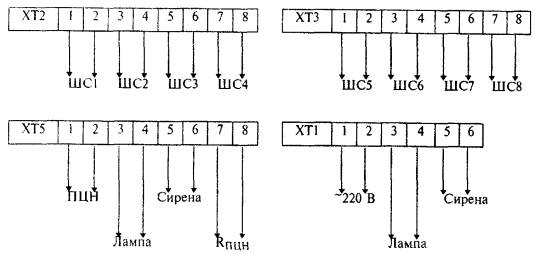 XT2 1 2 3 4 5 6 7 8
ШС1 ШС2 ШС3 ШС4
XT3 1 2 3 4 5 6 7 8
ШС5 ШС6 ШС7 ШС8
XT5 1 2 3 4 5 6 7 8
ПЦН Сирена
Лампа RПЦН
XT1 1 2 3 4 5 6
~220 В Сирена
Лампа